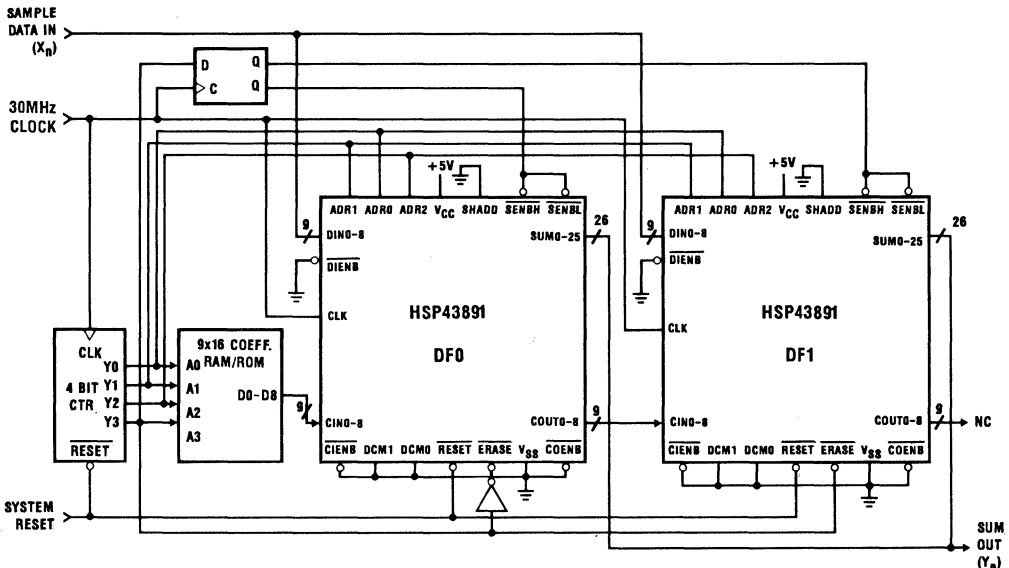 SAMPLE
DATA IN
(Xn)
30MHz
CLOCK
D Q
C Q
+5V
ADR1 ADR0 ADR2 VCC SHADD SENBH SENBL
9
DIN0-8
26
SUM0-25
DIENB
HSP43891
CLK
DF0
CIN0-8
COUT0-8
9
CIENB DCM1 DCM0 RESET ERASE VSS COENB
+5V
ADR1 ADR0 ADR2 VCC SHADD SENBH SENBL
9
DIN0-8
26
SUM0-25
DIENB
HSP43891
CLK
DF1
CIN0-8
COUT0-8
9
NC
CIENB DCM1 DCM0 RESET ERASE VSS COENB
CLK
Y0
4 BIT Y1
CTR Y2
Y3
RESET
9x16 COEFF.
A0 RAM/ROM
A1
D0-D8
A2
A3
9
SYSTEM
RESET
SUM
OUT
(Yn)